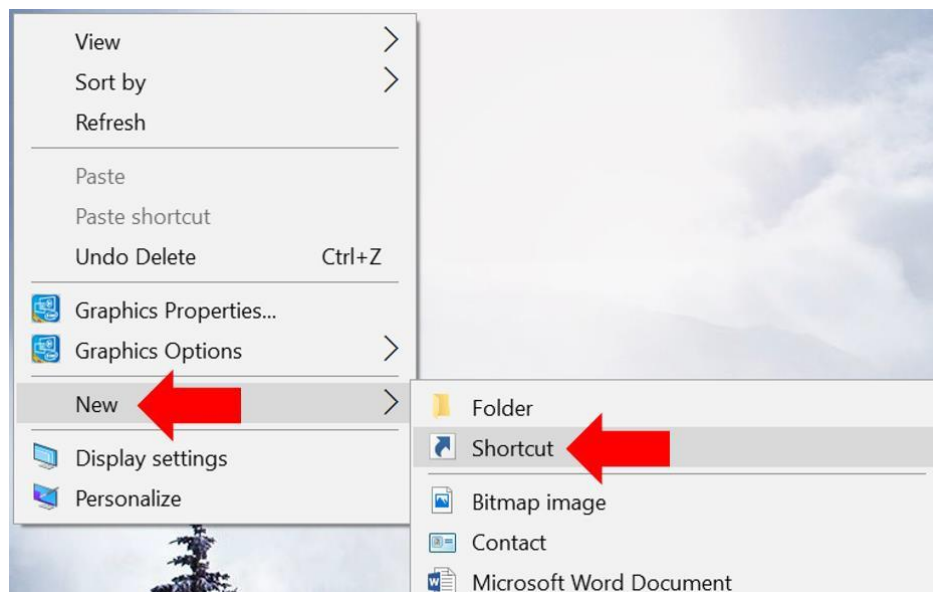 View
Sort by
Refresh
Paste
Paste shortcut
Undo Delete Ctrl+Z
Graphics Properties...
Graphics Options
New
Display settings
Personalize
Folder
Shortcut
Bitmap image
Contact
Microsoft Word Document